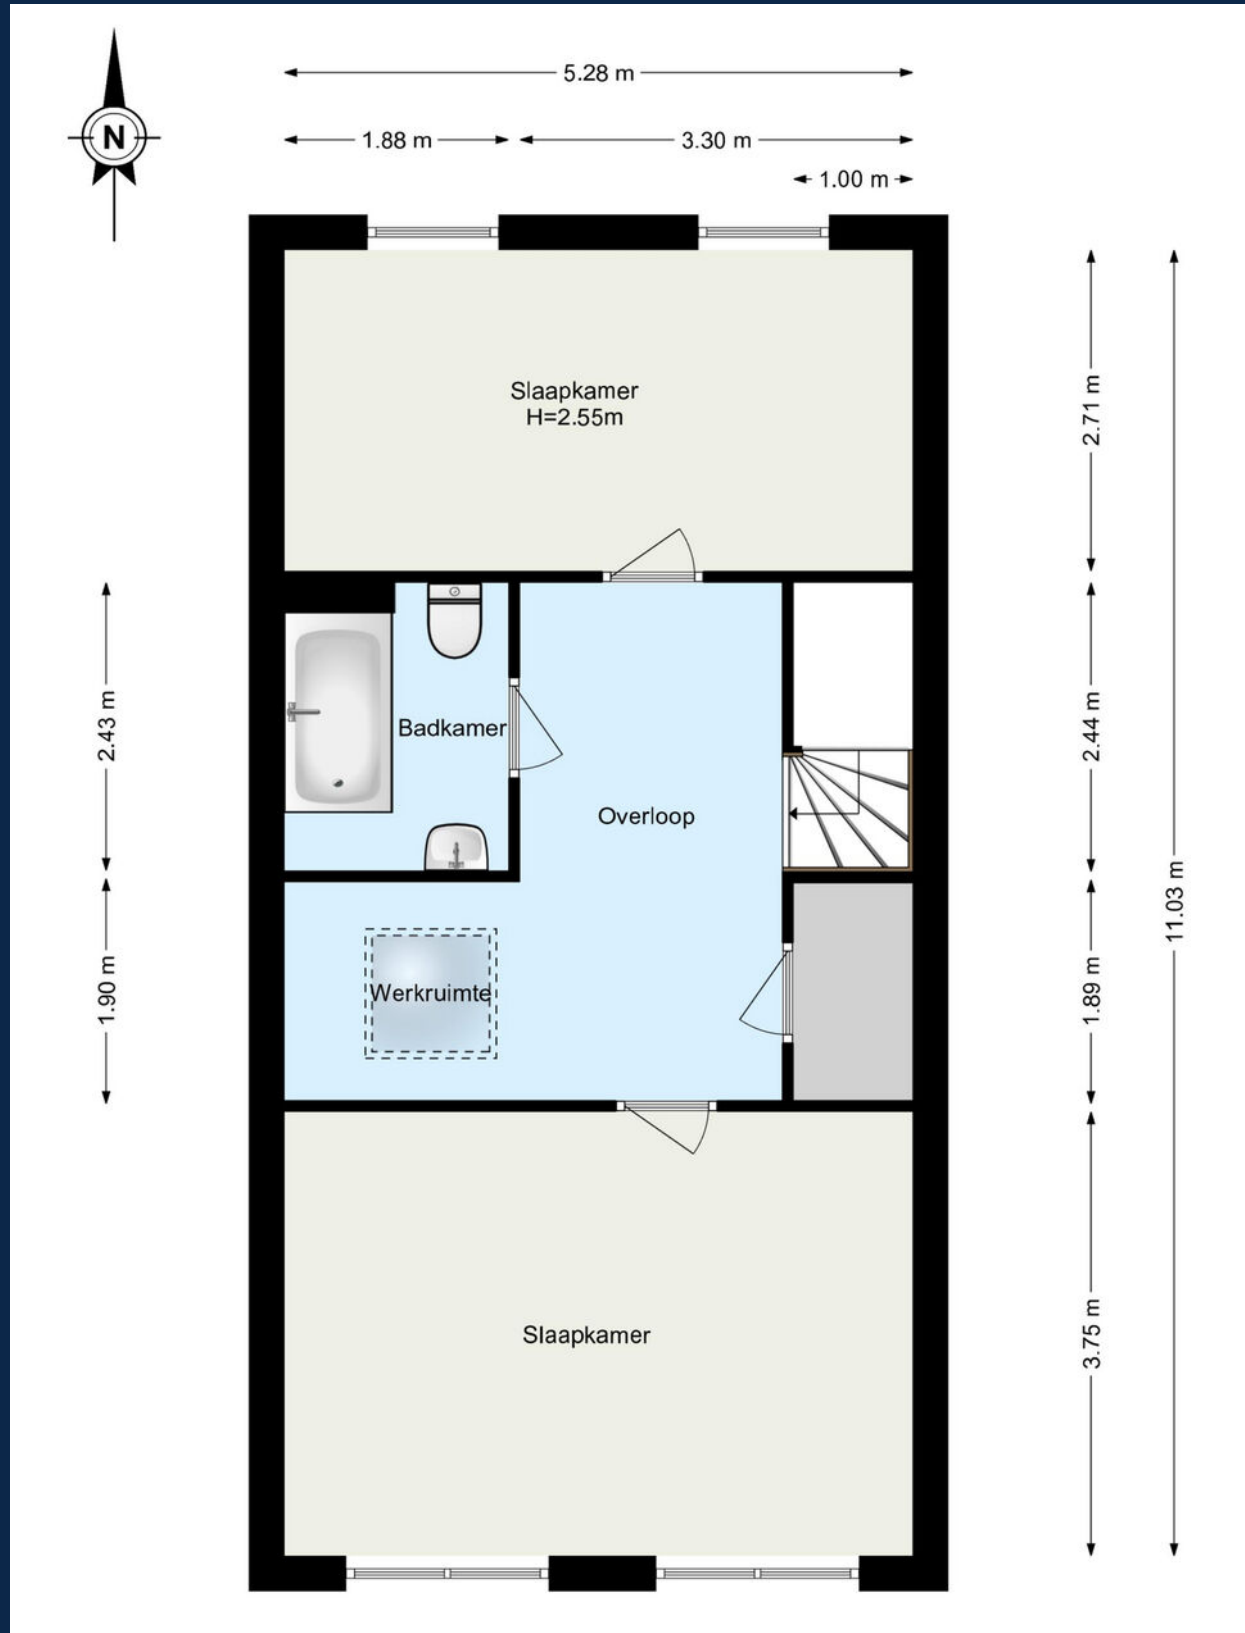 N
5.28 m
1.88 m
3.30 m
1.00 m
Slaapkamer
H=2.55m
2.71 m
2.43 m
Badkamer
2.44 m
Overloop
11.03 m
1.90 m
Werkruimte
1.89 m
Slaapkamer
3.75 m